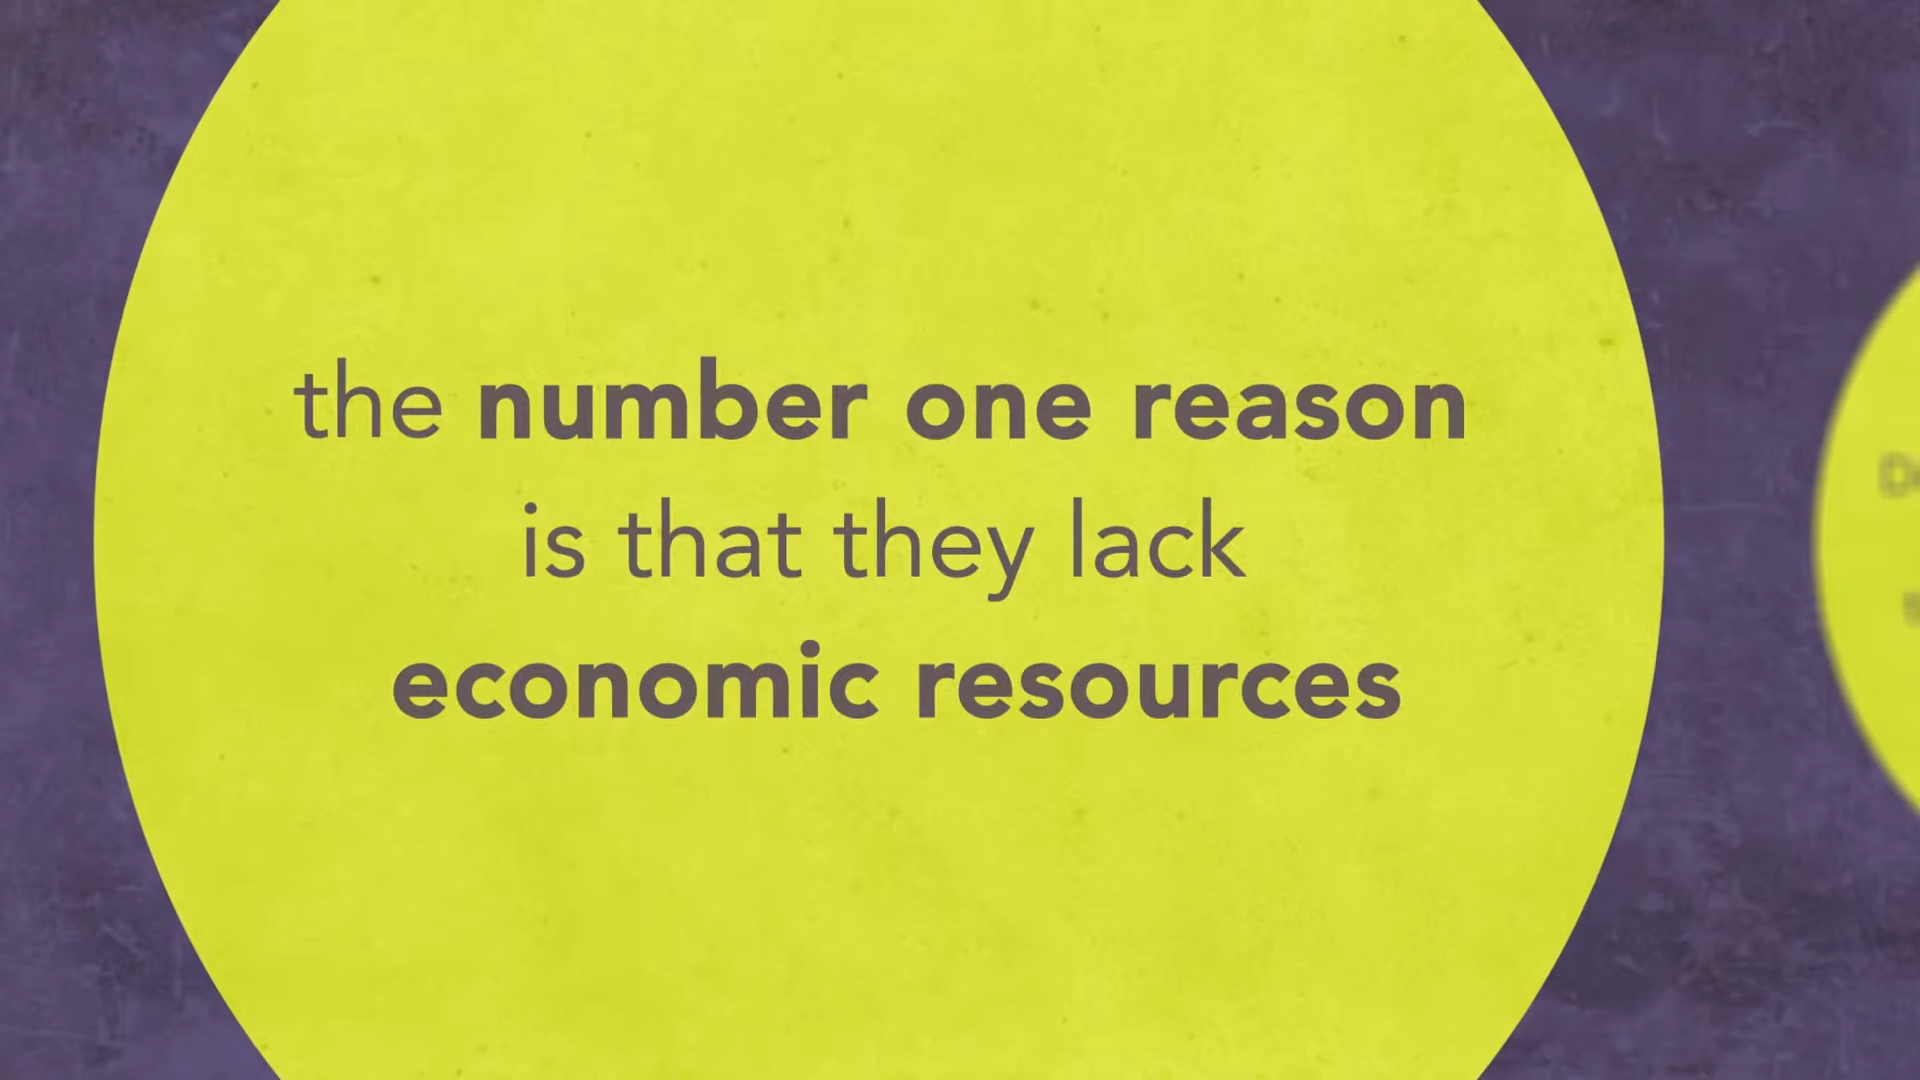 the number one reason
is that they lack
economic resources